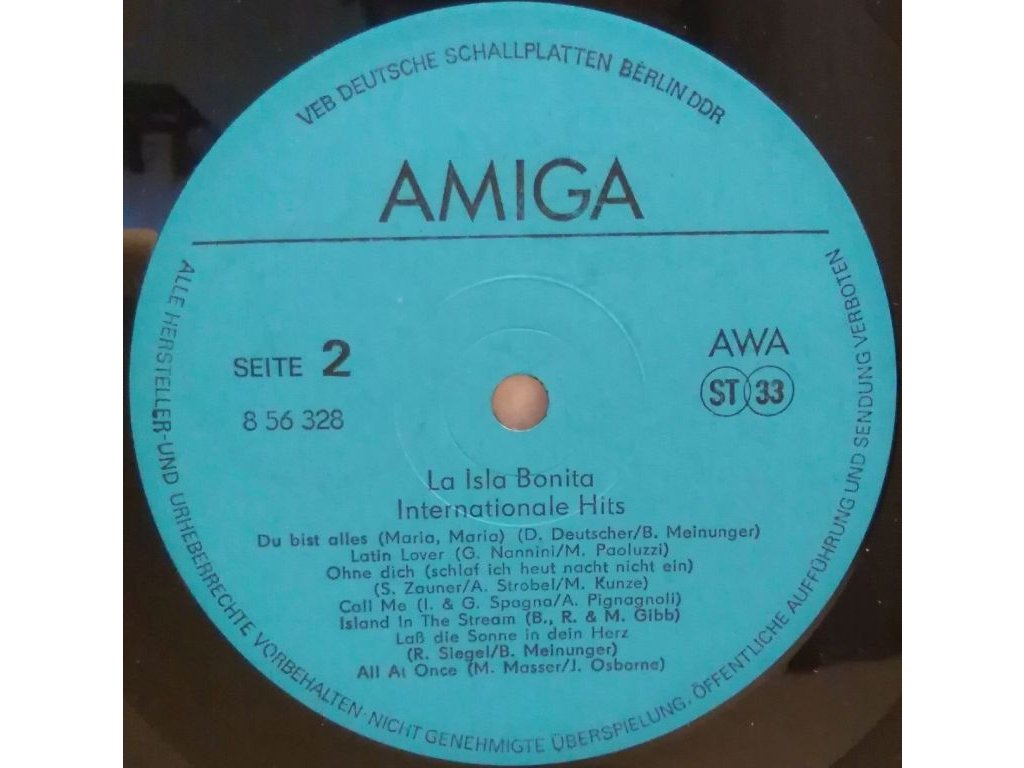 VEB DEUTSCHE SCHALLPLATTEN BERLIN DDR
AMIGA
SEITE 2
8 56 328
AWA
ST 33
La Isla Bonita
Internationale Hits
Du bist alles (Maria, Maria) (D. Deutscher/B. Meinunger)
Latin Lover (G. Nannini/M. Paoluzzi)
Ohne dich (schlaf ich heut nacht nicht ein)
(S. Zauner/A. Strobel/M. Kunze)
Call Me (I. & G. Spagna/A. Pignagnoli)
Island In The Stream (B., R. & M. Gibb)
Laß die Sonne in dein Herz
(R. Siegel/B. Meinunger)
All At Once (M. Masser/J. Osborne)
ALLE HERSTELLER-UND URHEBERRECHTE VORBEHALTEN·NICHT GENEHMIGTE ÜBERSPIELUNG, ÖFFENTLICHE AUFFÜHRUNG UND SENDUNG VERBOTEN